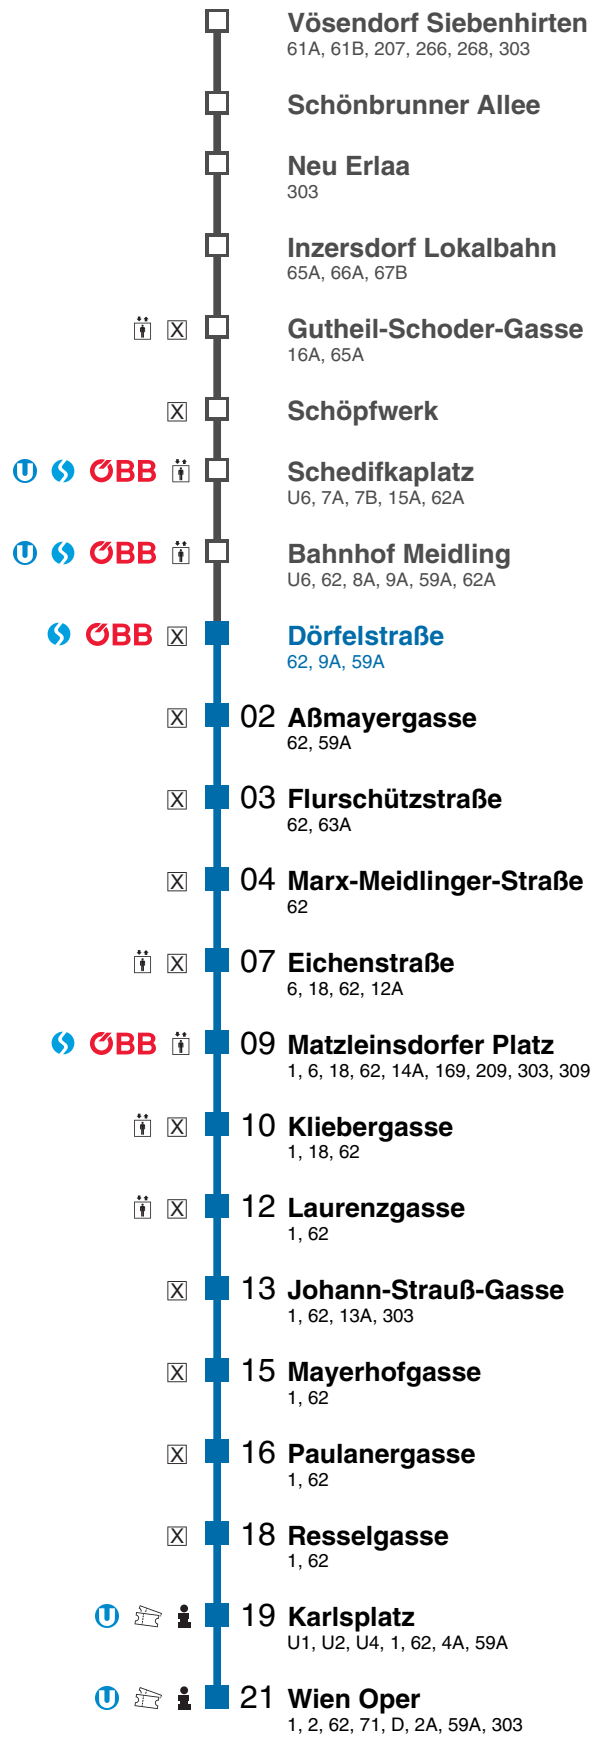 Vösendorf Siebenhirten
61A, 61B, 207, 266, 268, 303
Schönbrunner Allee
Neu Erlaa
303
Inzersdorf Lokalbahn
65A, 66A, 67B
X Gutheil-Schoder-Gasse
16A, 65A
X Schöpfwerk
U ÖBB Schedifkaplatz
U6, 7A, 7B, 15A, 62A
U ÖBB Bahnhof Meidling
U6, 62, 8A, 9A, 59A, 62A
ÖBB X Dörfelstraße
62, 9A, 59A
X 02 Aßmayergasse
62, 59A
X 03 Flurschützstraße
62, 63A
X 04 Marx-Meidlinger-Straße
62
X 07 Eichenstraße
6, 18, 62, 12A
ÖBB 09 Matzleinsdorfer Platz
1, 6, 18, 62, 14A, 169, 209, 303, 309
X 10 Kliebergasse
1, 18, 62
X 12 Laurenzgasse
1, 62
X 13 Johann-Strauß-Gasse
1, 62, 13A, 303
X 15 Mayerhofgasse
1, 62
X 16 Paulanergasse
1, 62
X 18 Resselgasse
1, 62
U i 19 Karlsplatz
U1, U2, U4, 1, 62, 4A, 59A
U i 21 Wien Oper
1, 2, 62, 71, D, 2A, 59A, 303